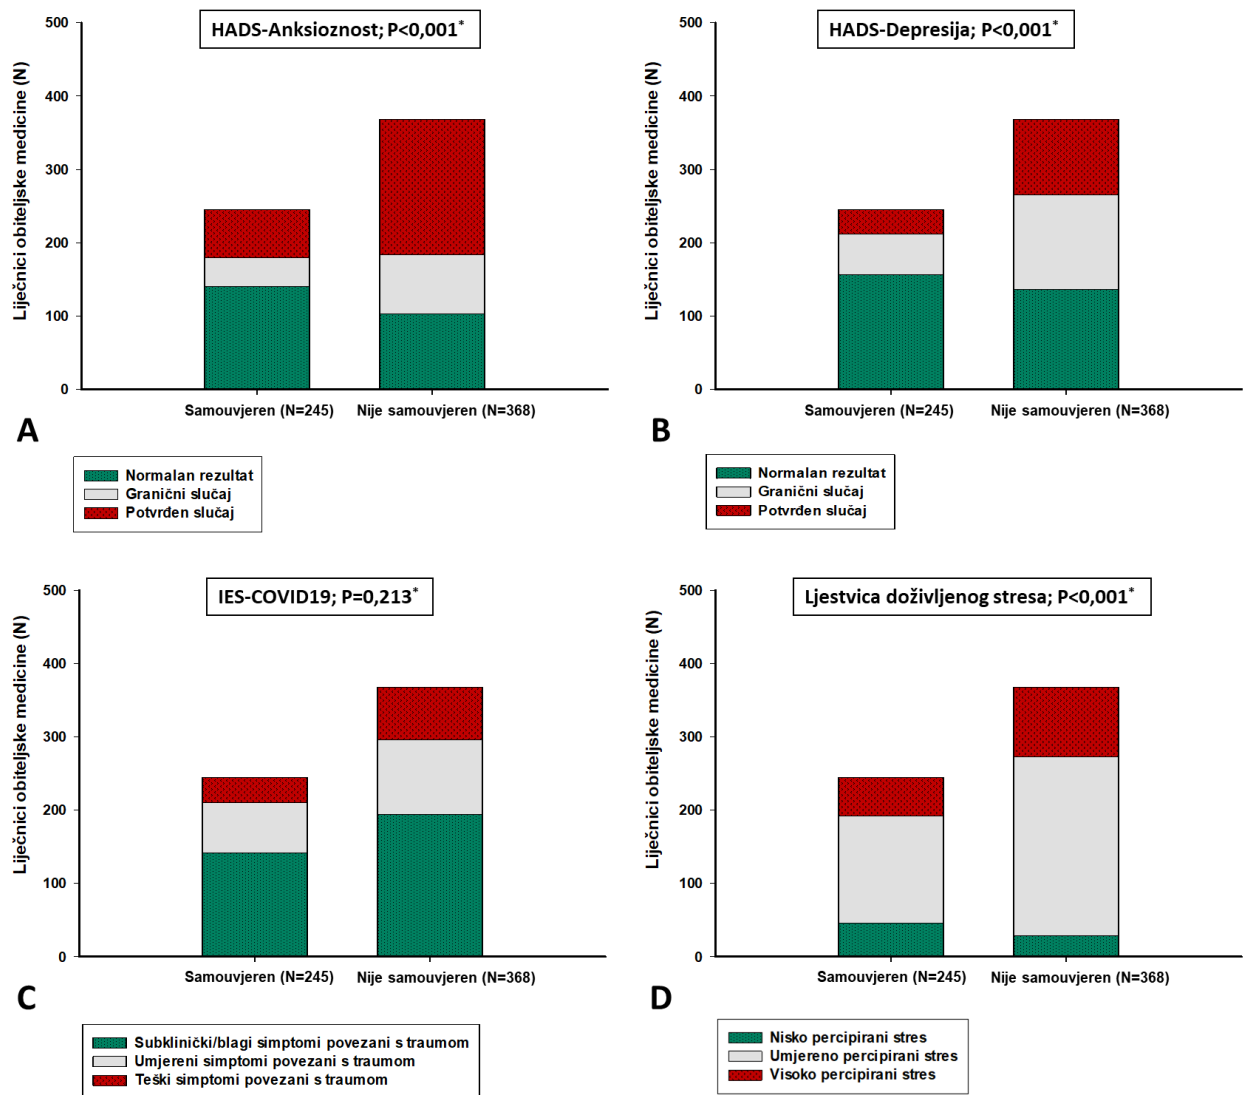 HADS-Anksioznost; P<0,001*
Liječnici obiteljske medicine (N)
500
400
300
200
100
0
Samouvjeren (N=245)
Nije samouvjeren (N=368)
A
Normalan rezultat
Granični slučaj
Potvrđen slučaj
HADS-Depresija; P<0,001*
Liječnici obiteljske medicine (N)
500
400
300
200
100
0
Samouvjeren (N=245)
Nije samouvjeren (N=368)
B
Normalan rezultat
Granični slučaj
Potvrđen slučaj
IES-COVID19; P=0,213*
Liječnici obiteljske medicine (N)
500
400
300
200
100
0
Samouvjeren (N=245)
Nije samouvjeren (N=368)
C
Subklinički/blagi simptomi povezani s traumom
Umjereni simptomi povezani s traumom
Teški simptomi povezani s traumom
Ljestvica doživljenog stresa; P<0,001*
Liječnici obiteljske medicine (N)
500
400
300
200
100
0
Samouvjeren (N=245)
Nije samouvjeren (N=368)
D
Nisko percipirani stres
Umjereno percipirani stres
Visoko percipirani stres